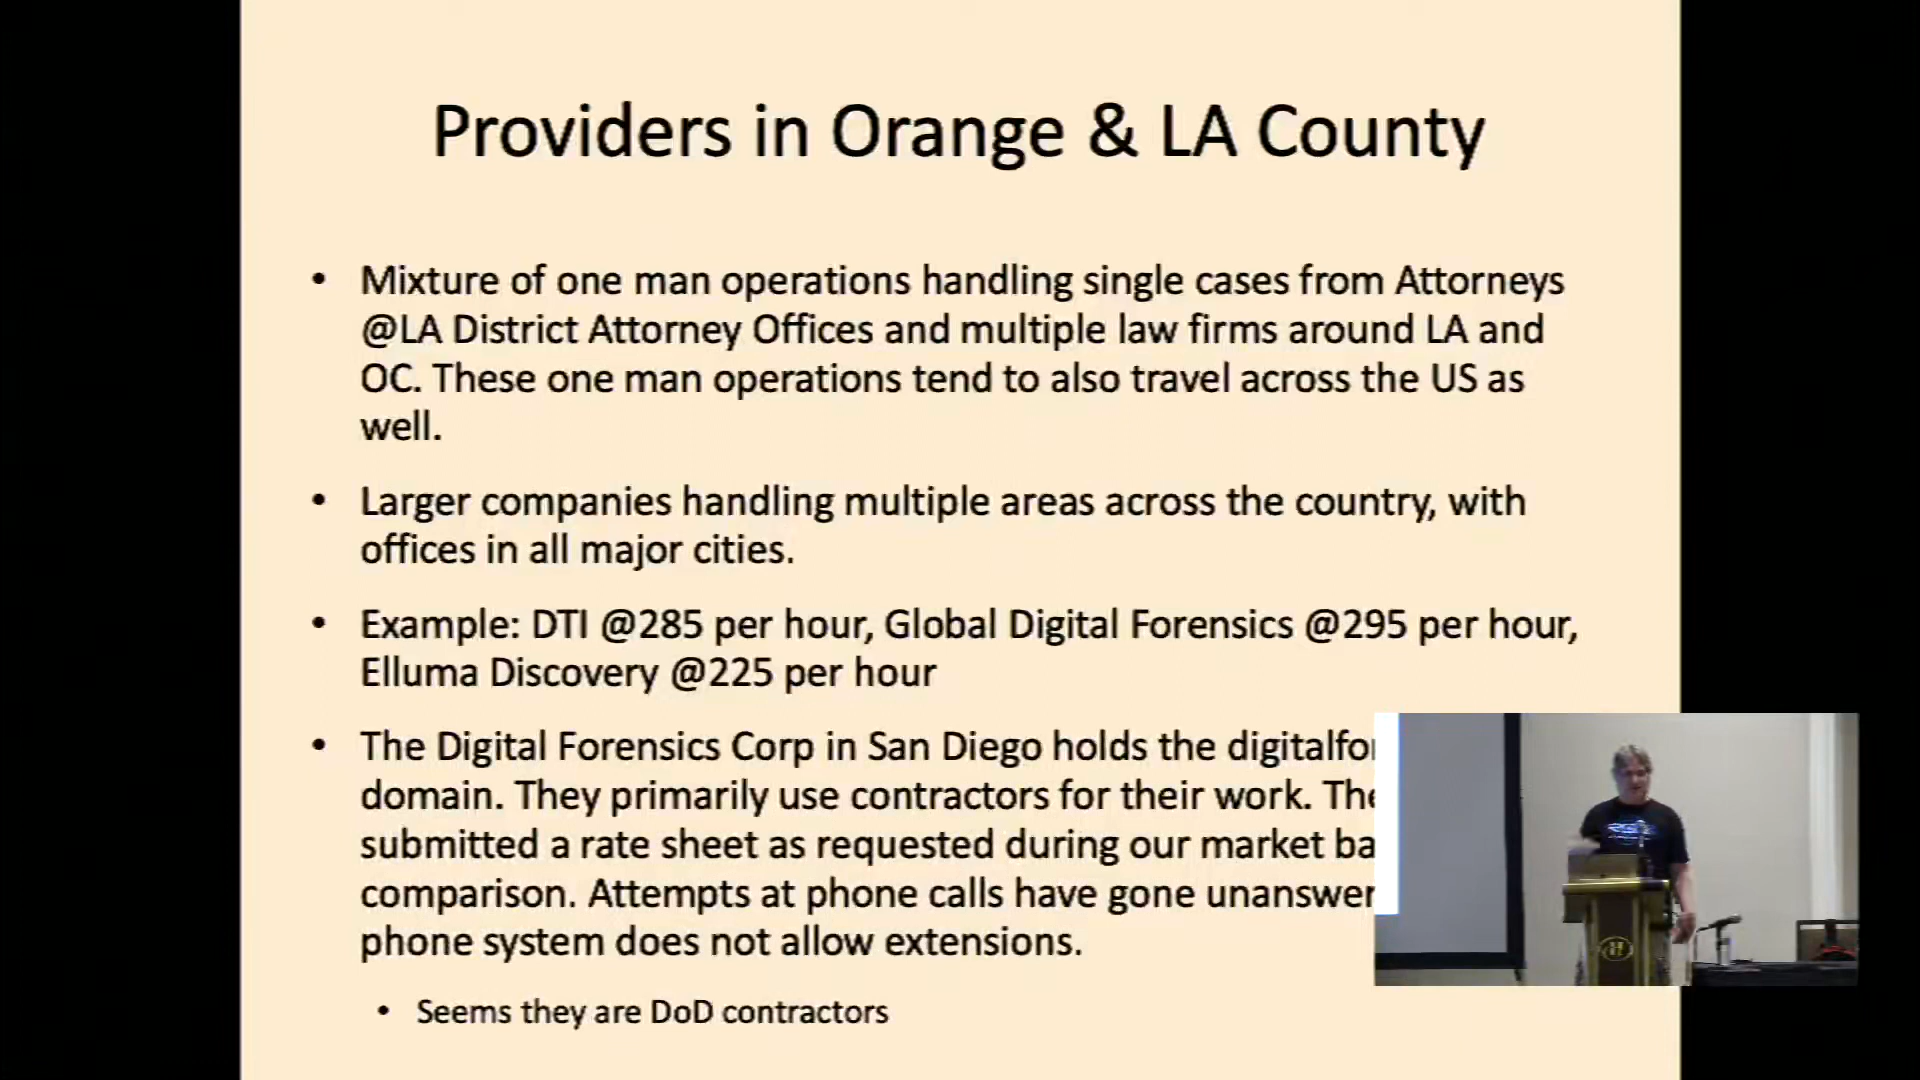 Providers in Orange & LA County
• Mixture of one man operations handling single cases from Attorneys
@LA District Attorney Offices and multiple law firms around LA and
OC. These one man operations tend to also travel across the US as
well.
• Larger companies handling multiple areas across the country, with
offices in all major cities.
• Example: DTI @285 per hour, Global Digital Forensics @295 per hour,
Elluma Discovery @225 per hour
• The Digital Forensics Corp in San Diego holds the
domain. They primarily use contractors for their work.
submitted a rate sheet as requested during our market
comparison. Attempts at phone calls have gone
phone system does not allow extensions.
• Seems they are DoD contractors